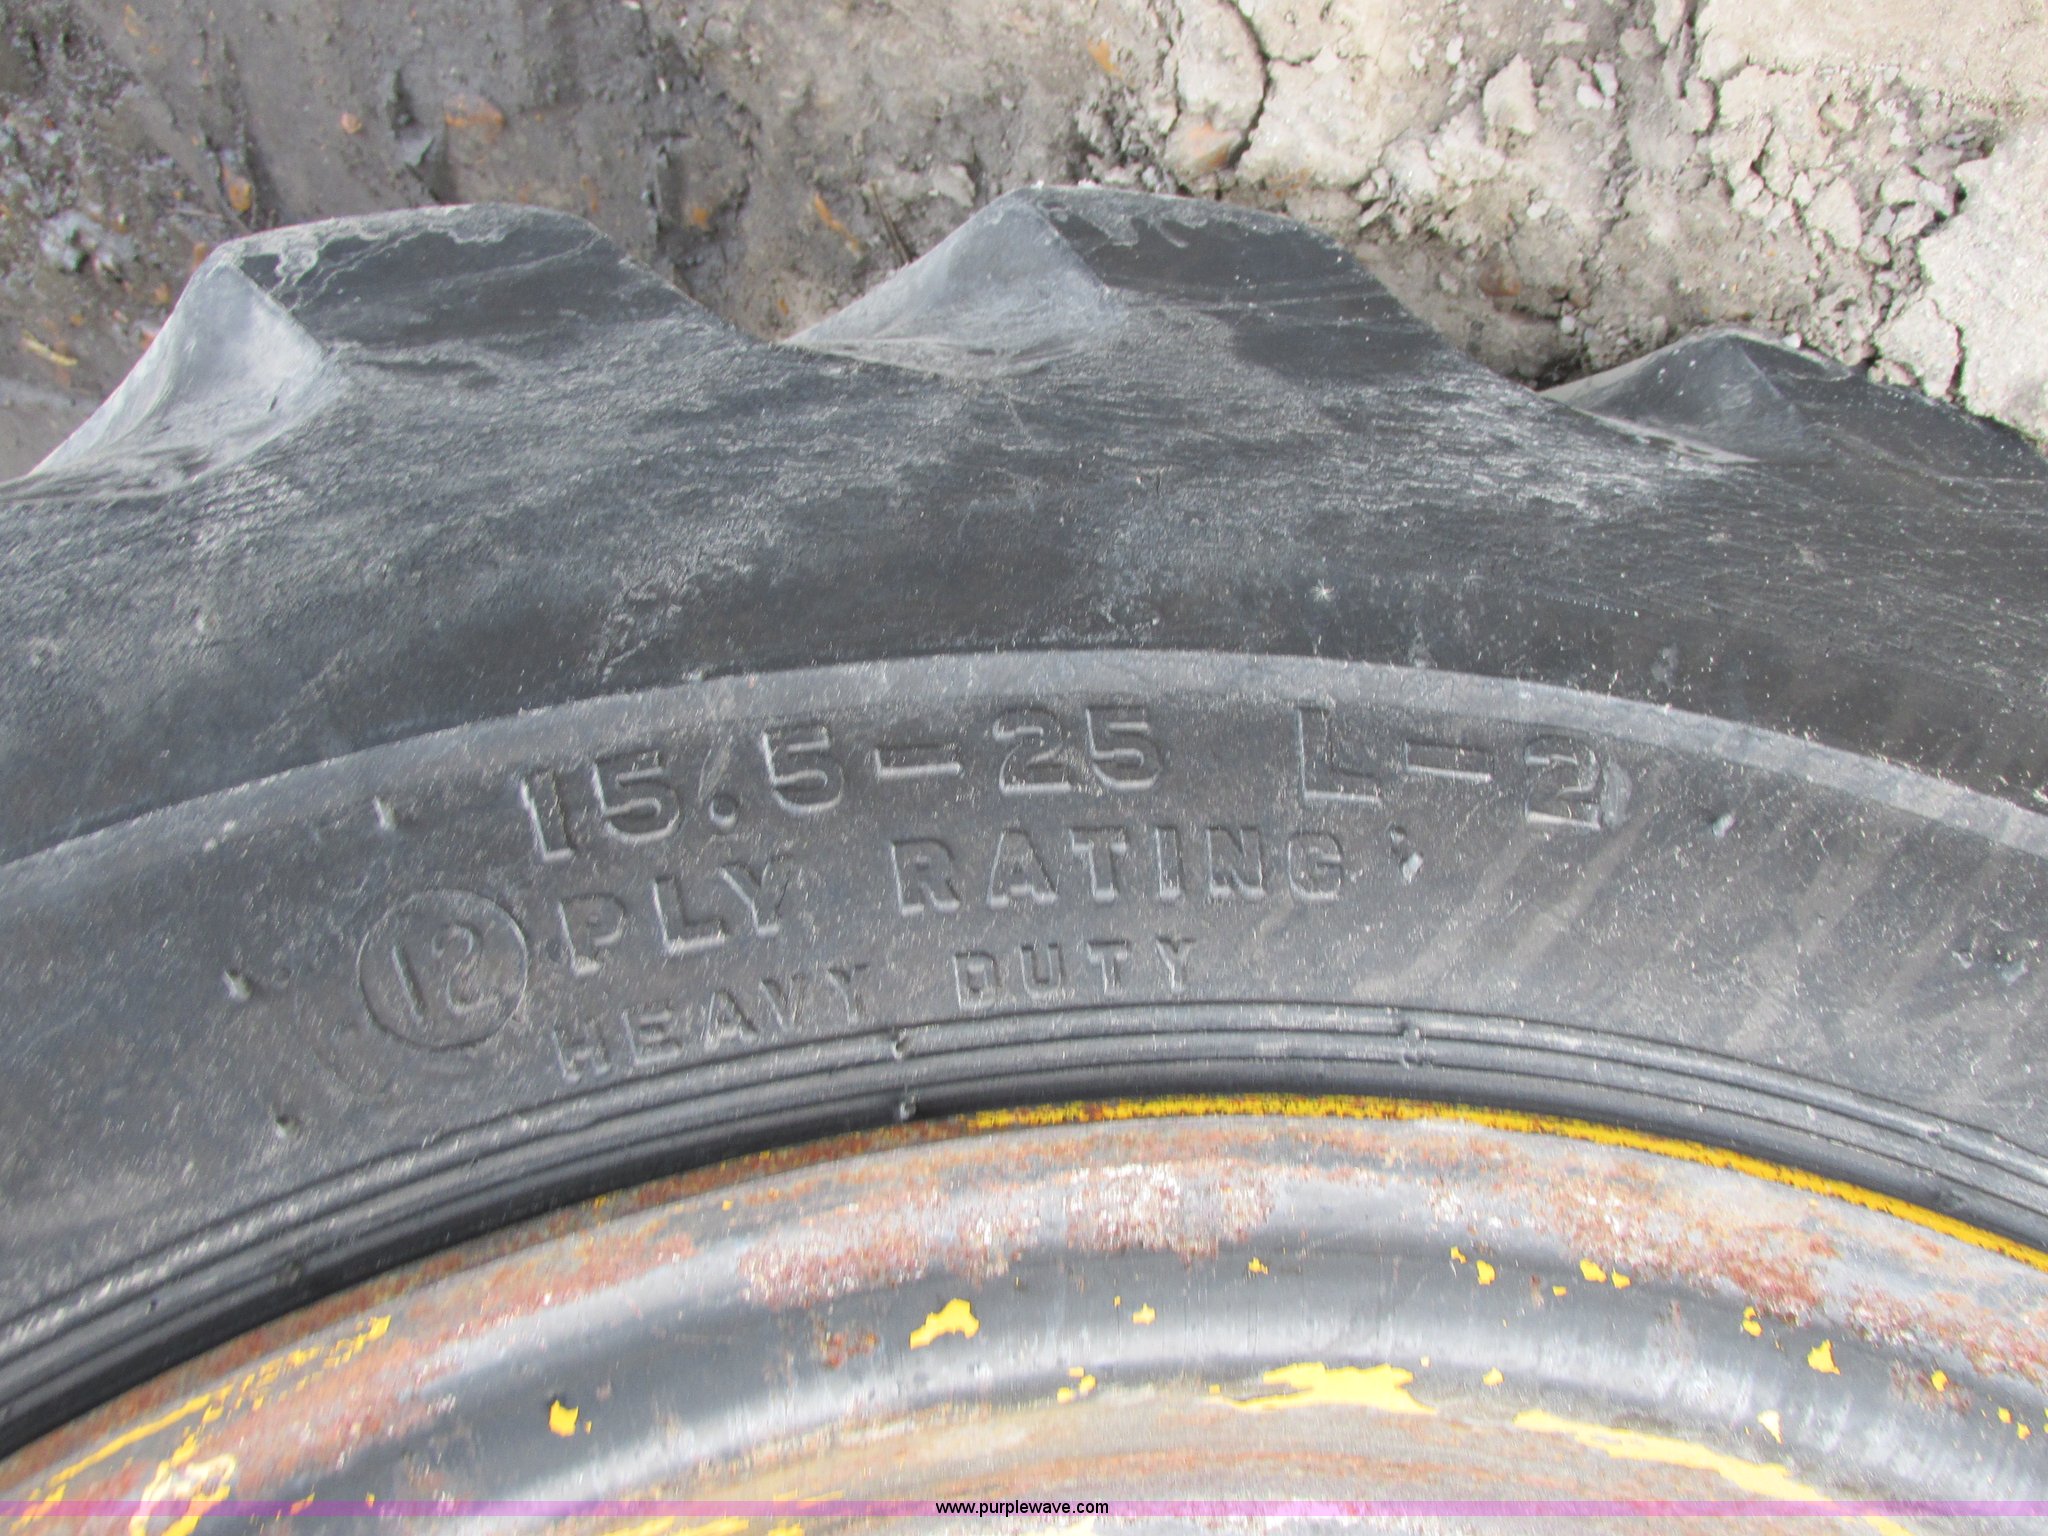 15.5-25 L-2
12 PLY RATING
HEAVY DUTY
www.purplewave.com